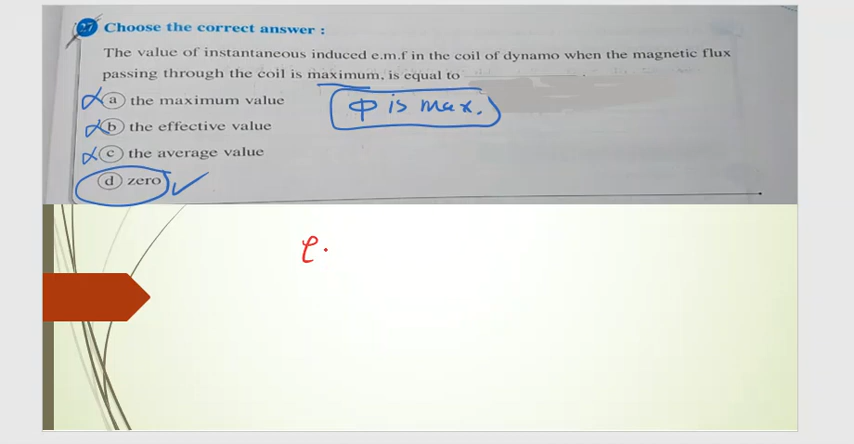 27 Choose the correct answer :
The value of instantaneous induced e.m.f in the coil of dynamo when the magnetic flux
passing through the coil is maximum, is equal to
a the maximum value
Φ is max.
b the effective value
c the average value
d zero
e.